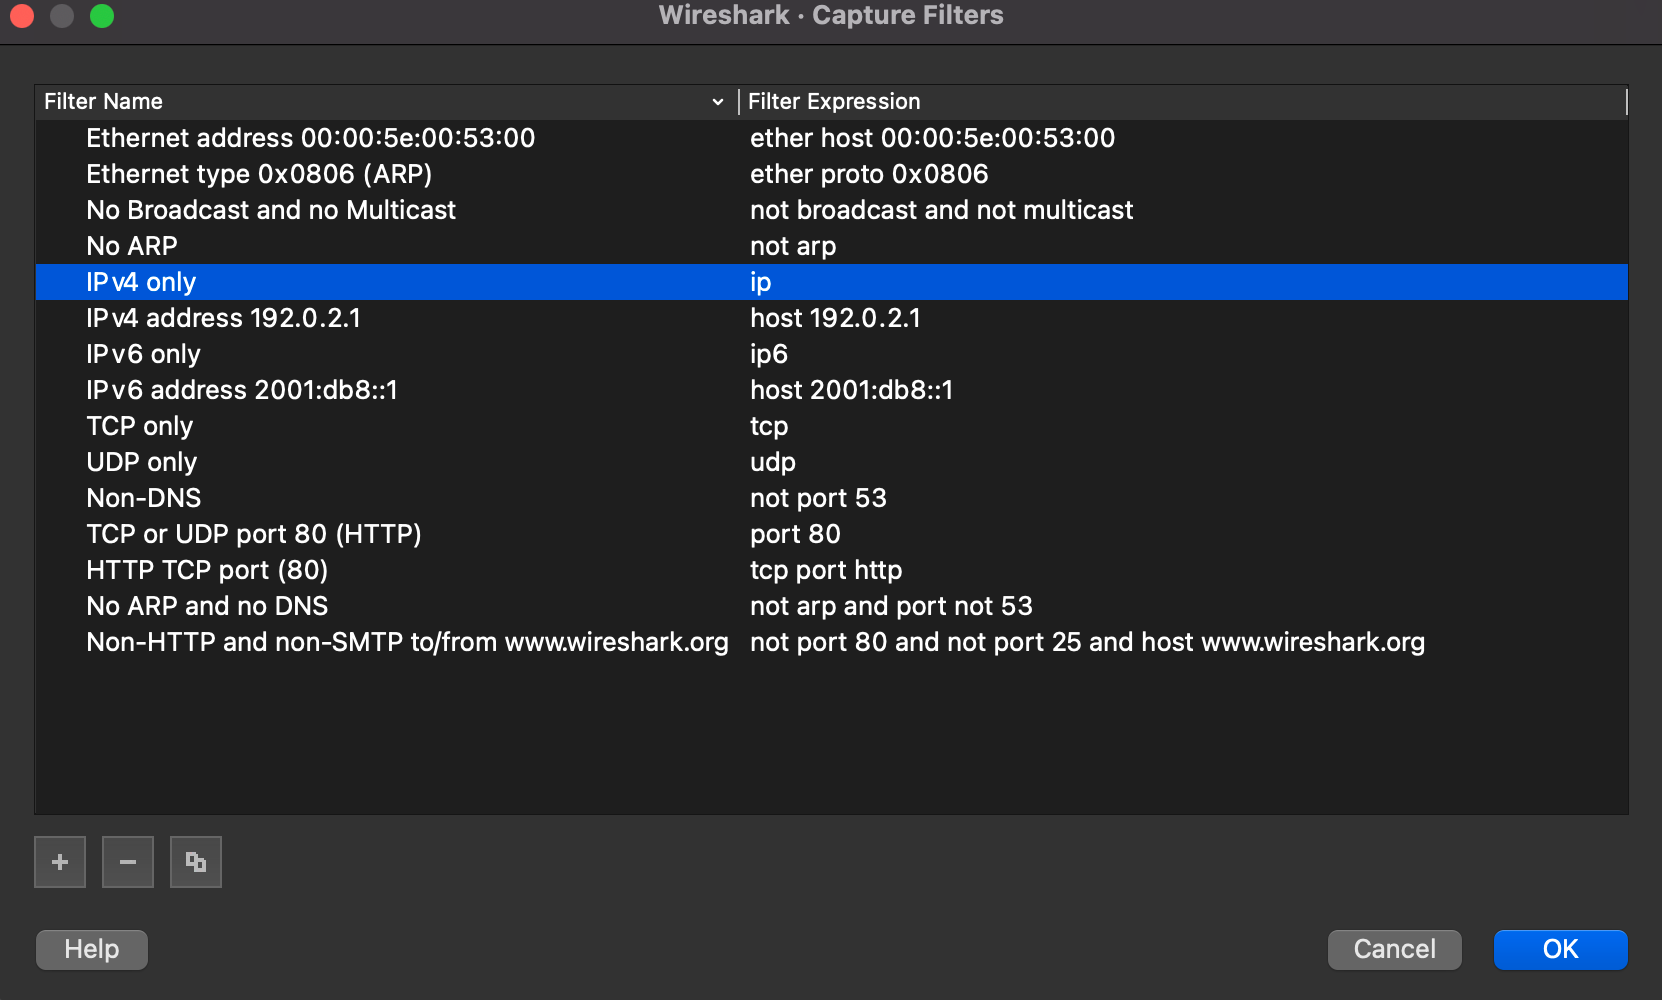 Wireshark · Capture Filters
Filter Name Filter Expression
Ethernet address 00:00:5e:00:53:00 ether host 00:00:5e:00:53:00
Ethernet type 0x0806 (ARP) ether proto 0x0806
No Broadcast and no Multicast not broadcast and not multicast
No ARP not arp
IPv4 only ip
IPv4 address 192.0.2.1 host 192.0.2.1
IPv6 only ip6
IPv6 address 2001:db8::1 host 2001:db8::1
TCP only tcp
UDP only udp
Non-DNS not port 53
TCP or UDP port 80 (HTTP) port 80
HTTP TCP port (80) tcp port http
No ARP and no DNS not arp and port not 53
Non-HTTP and non-SMTP to/from www.wireshark.org not port 80 and not port 25 and host www.wireshark.org
Help Cancel OK